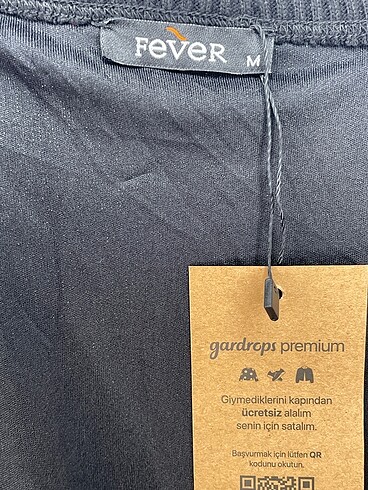 FeVeR
M
gardrops premium
Giymediklerini kapından
ücretsiz alalım
senin için satalım.
Başvurmak için lütfen QR
kodunu okutun.